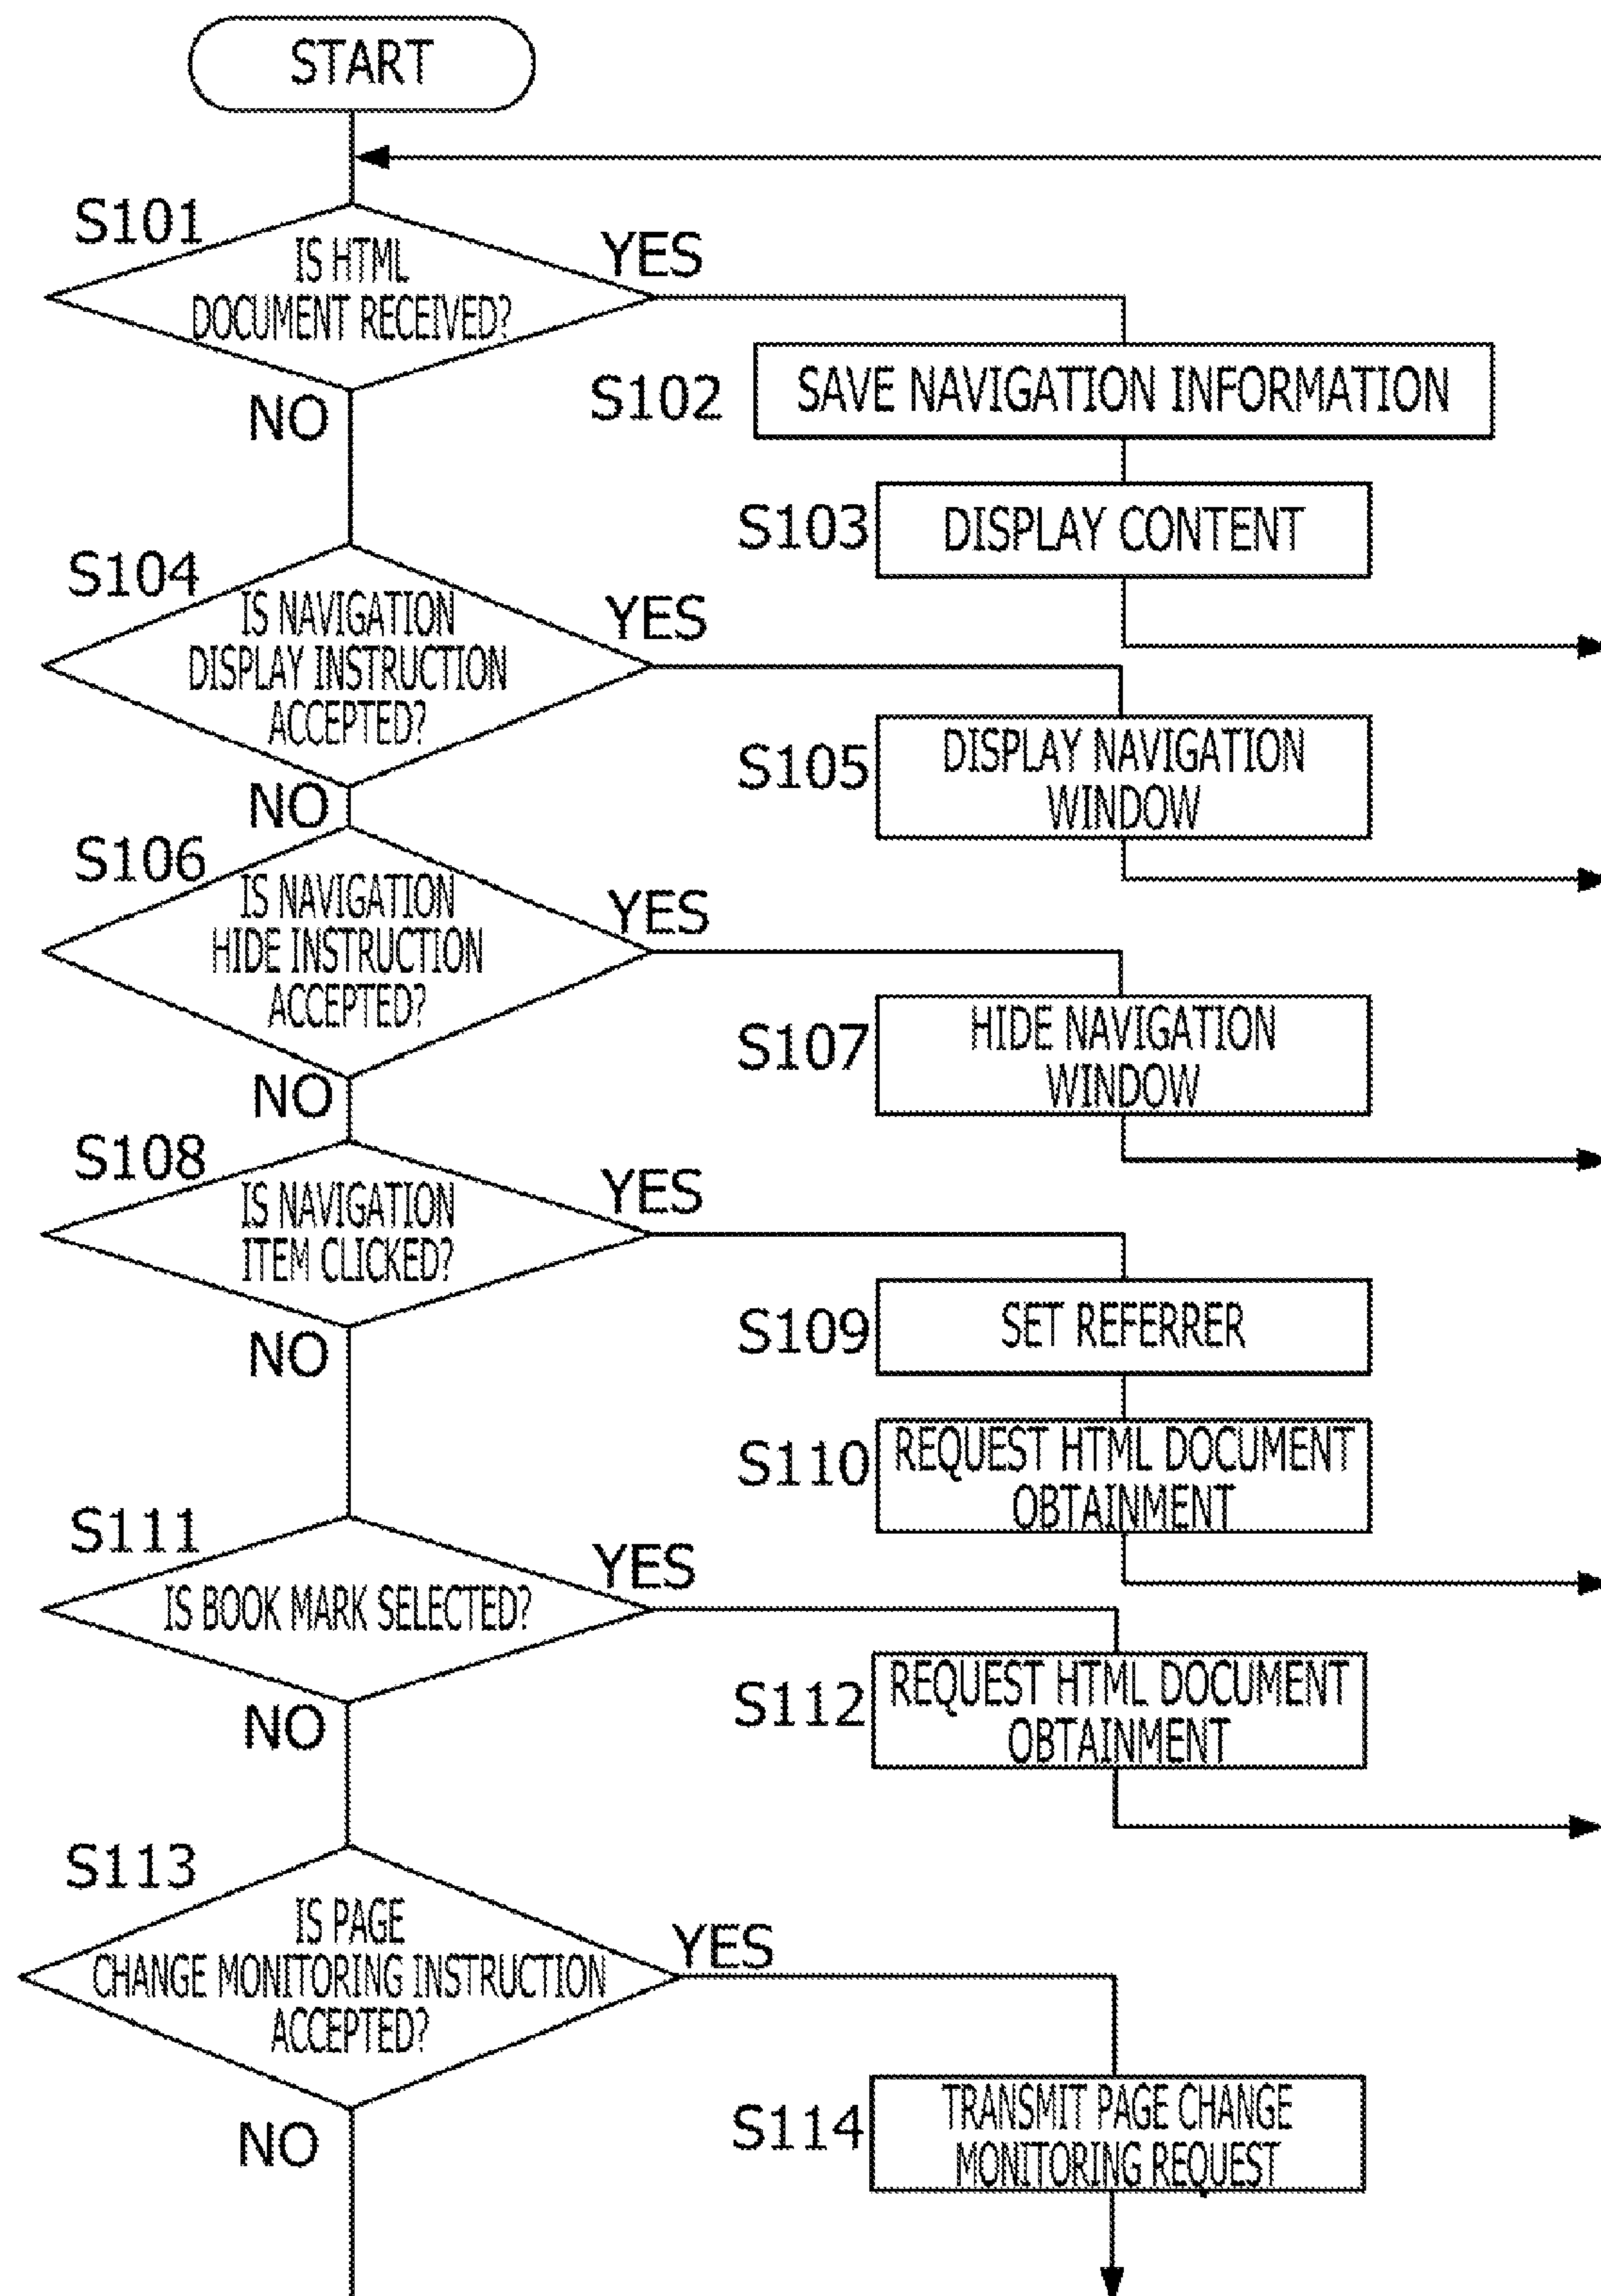 START
S101
IS HTML
DOCUMENT RECEIVED?
YES
NO
S102
SAVE NAVIGATION INFORMATION
S103
DISPLAY CONTENT
S104
IS NAVIGATION
DISPLAY INSTRUCTION
ACCEPTED?
YES
NO
S105
DISPLAY NAVIGATION
WINDOW
S106
IS NAVIGATION
HIDE INSTRUCTION
ACCEPTED?
YES
NO
S107
HIDE NAVIGATION
WINDOW
S108
IS NAVIGATION
ITEM CLICKED?
YES
NO
S109
SET REFERRER
S110
REQUEST HTML DOCUMENT
OBTAINMENT
S111
IS BOOK MARK SELECTED?
YES
NO
S112
REQUEST HTML DOCUMENT
OBTAINMENT
S113
IS PAGE
CHANGE MONITORING INSTRUCTION
ACCEPTED?
YES
NO
S114
TRANSMIT PAGE CHANGE
MONITORING REQUEST